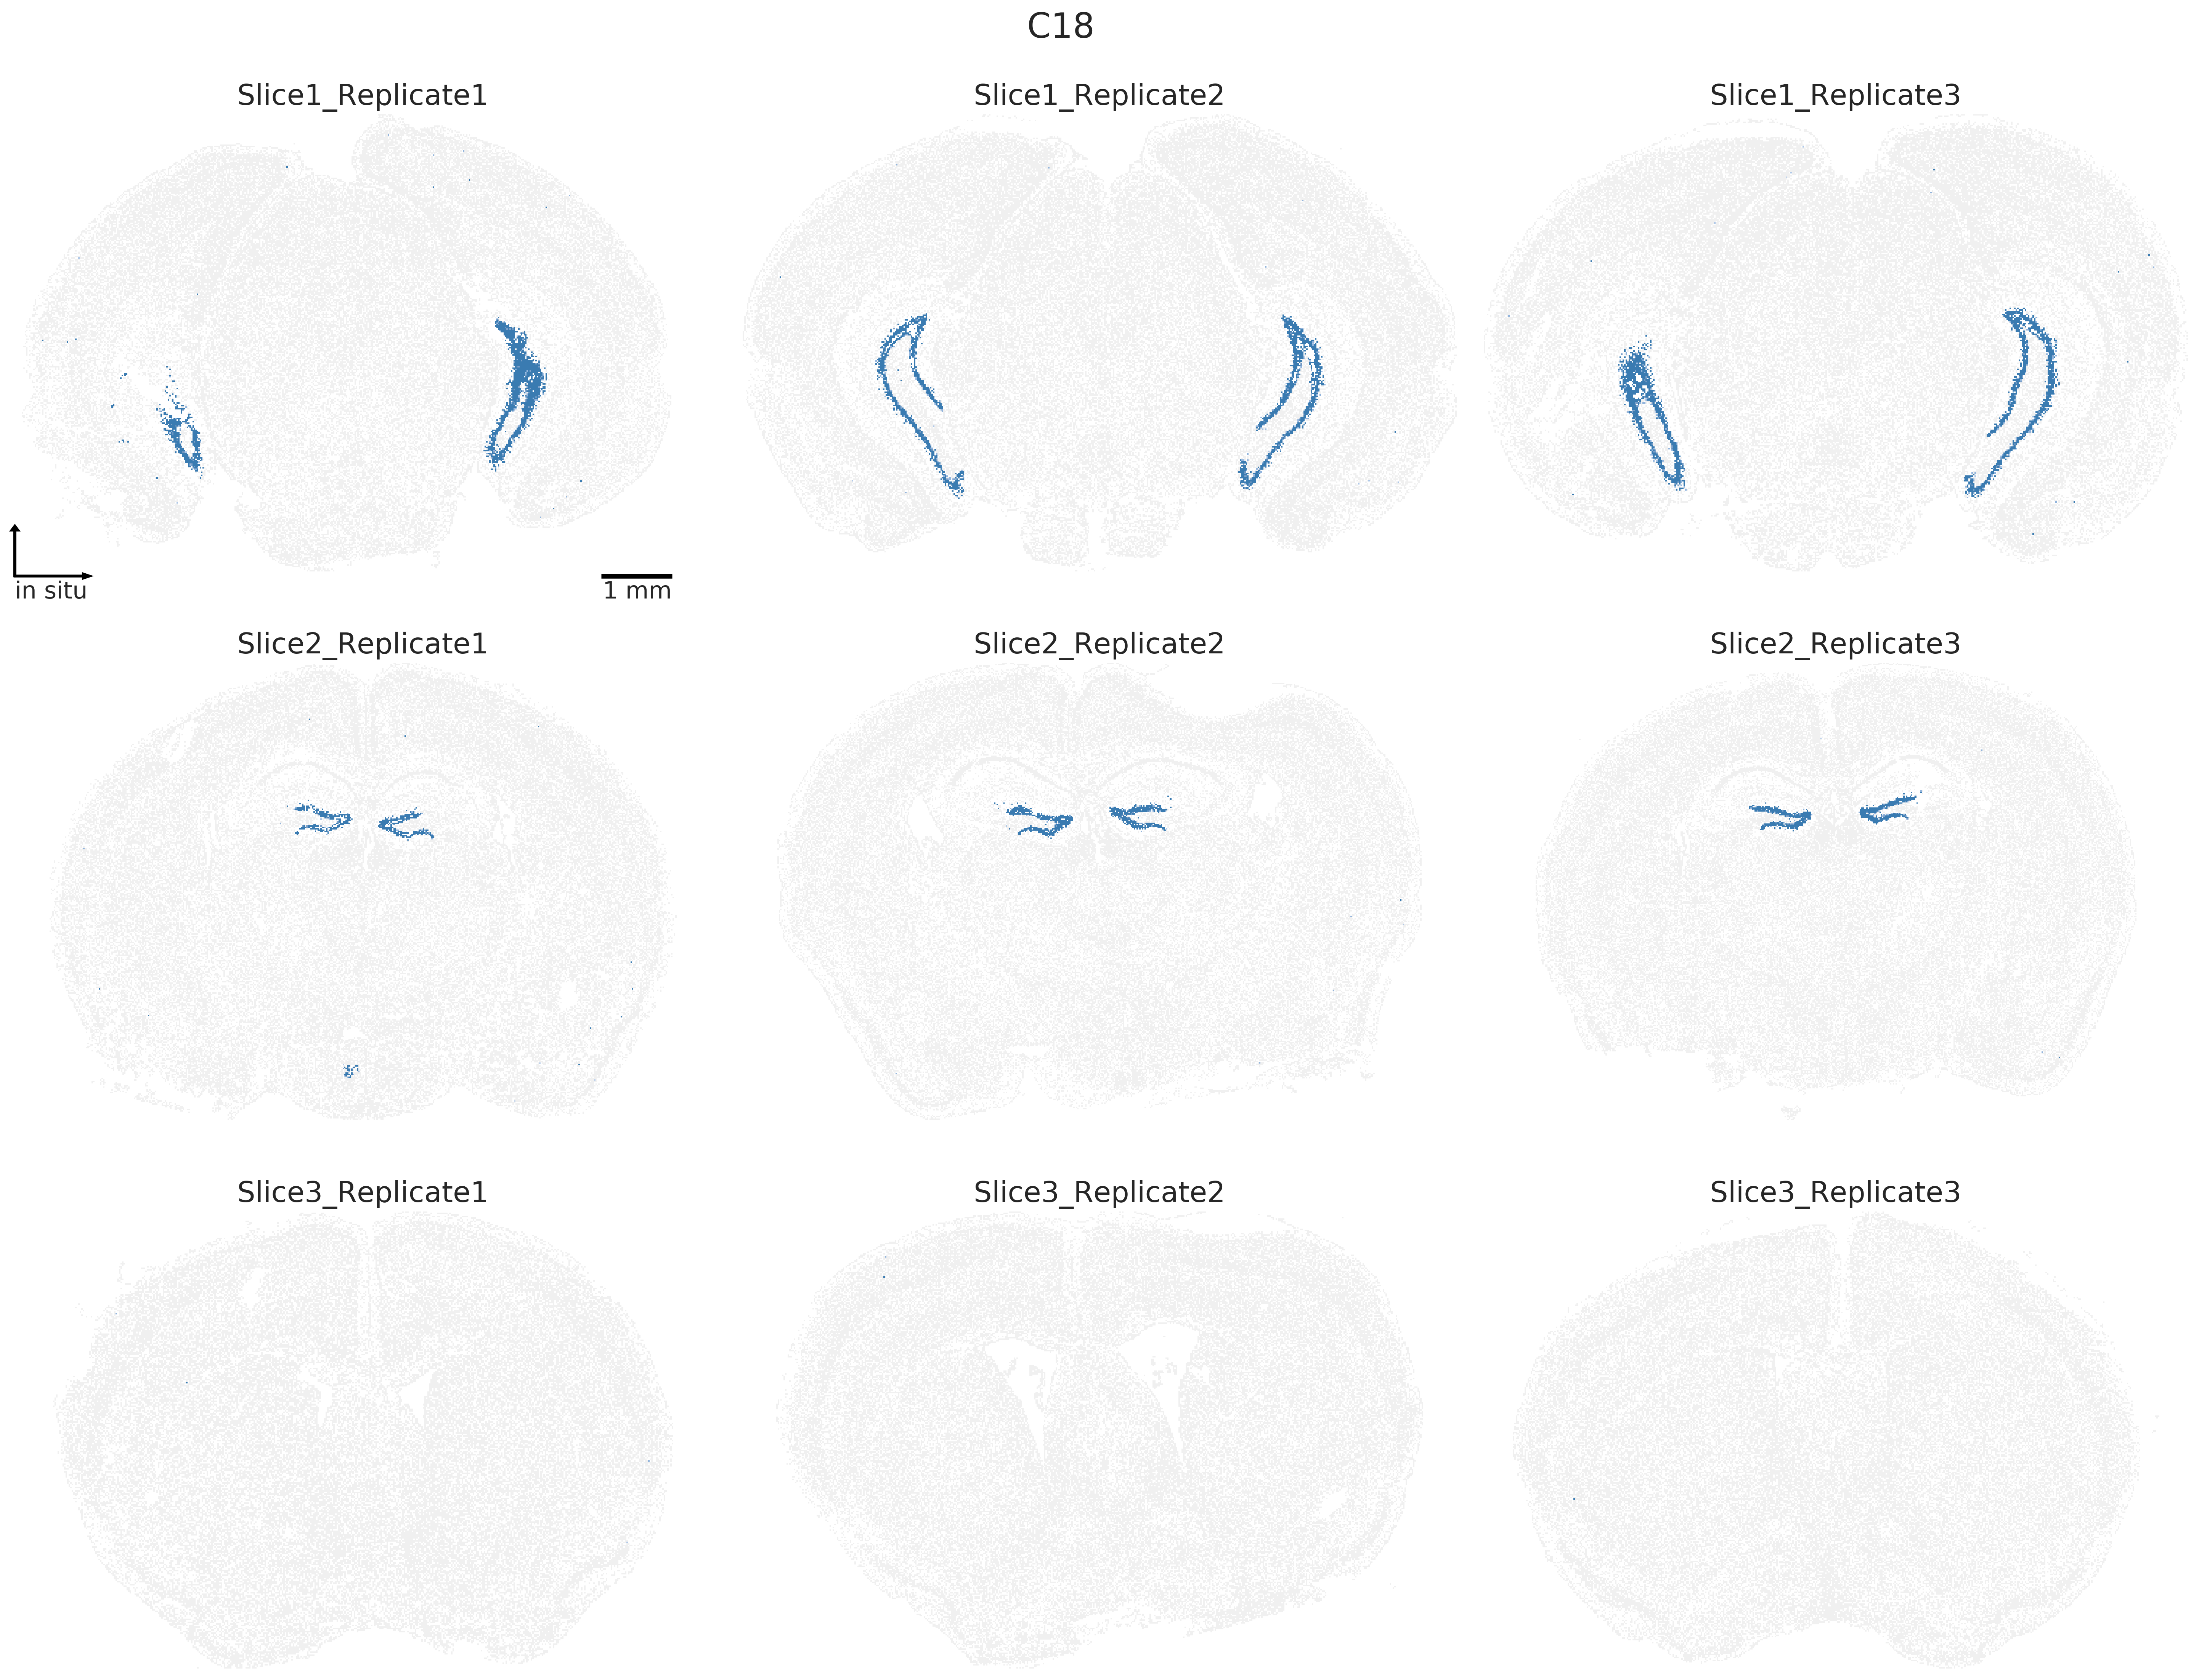 C18
Slice1_Replicate1
Slice1_Replicate2
Slice1_Replicate3
in situ
1 mm
Slice2_Replicate1
Slice2_Replicate2
Slice2_Replicate3
Slice3_Replicate1
Slice3_Replicate2
Slice3_Replicate3